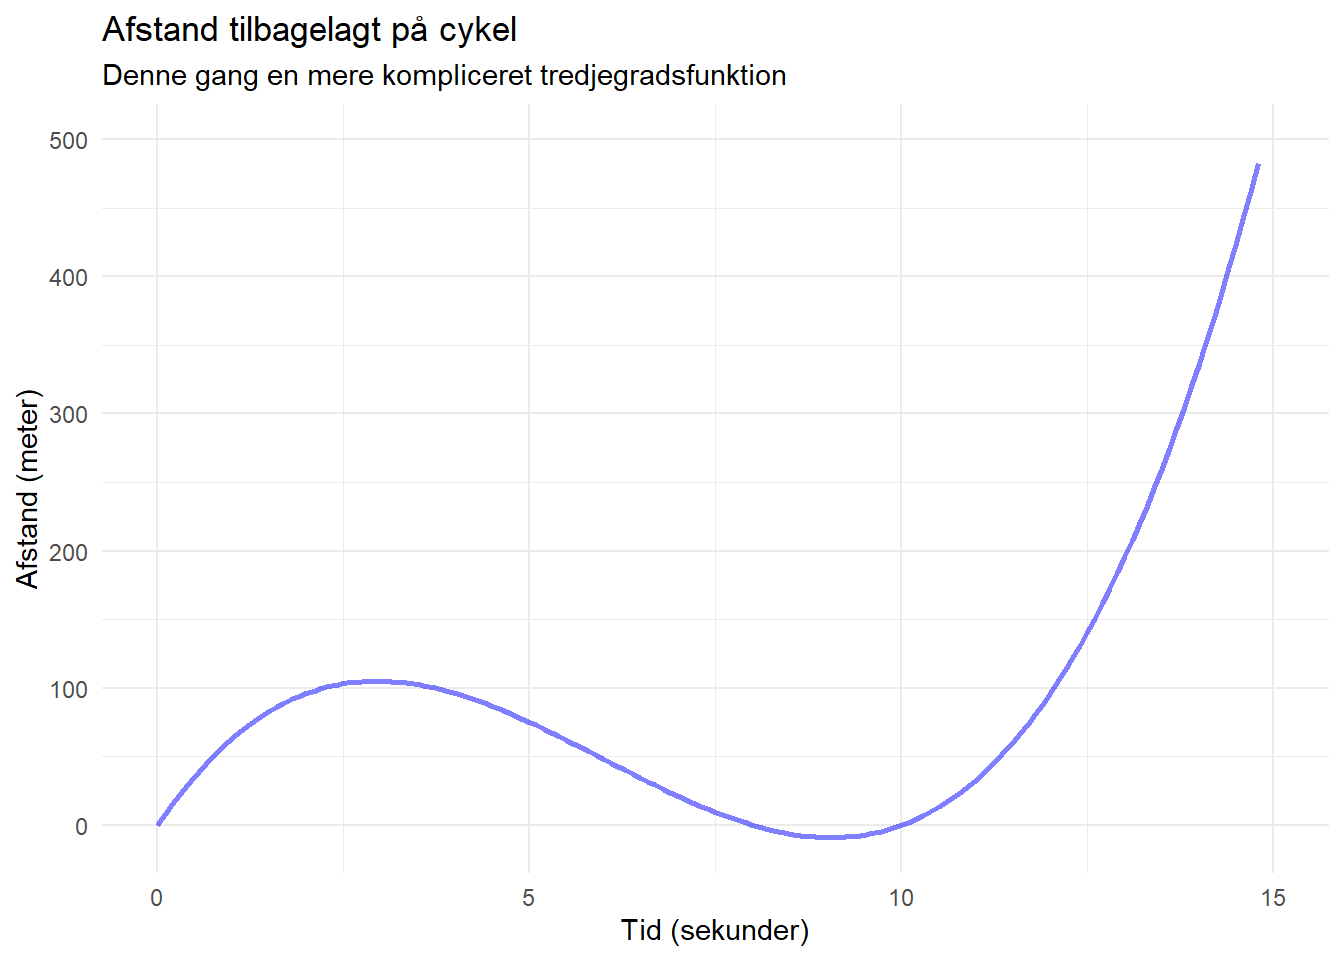 Afstand tilbagelagt på cykel
Denne gang en mere kompliceret tredjegradsfunktion
500
400
300
200
100
0
Afstand (meter)
0 5 10 15
Tid (sekunder)